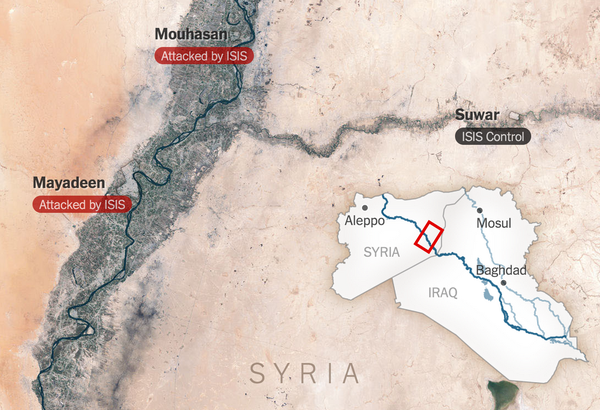 Mouhasan
Attacked by ISIS
Suwar
ISIS Control
Mayadeen
Attacked by ISIS
Aleppo
Mosul
SYRIA
Baghdad
IRAQ
SYRIA